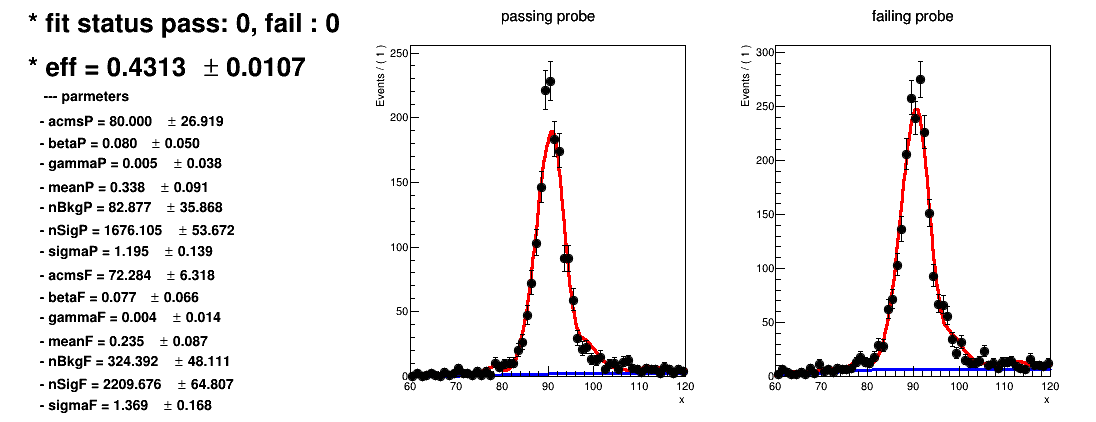 * fit status pass: 0, fail : 0
* eff = 0.4313 ± 0.0107
--- parmeters
- acmsP = 80.000 ± 26.919
- betaP = 0.080 ± 0.050
- gammaP = 0.005 ± 0.038
- meanP = 0.338 ± 0.091
- nBkgP = 82.877 ± 35.868
- nSigP = 1676.105 ± 53.672
- sigmaP = 1.195 ± 0.139
- acmsF = 72.284 ± 6.318
- betaF = 0.077 ± 0.066
- gammaF = 0.004 ± 0.014
- meanF = 0.235 ± 0.087
- nBkgF = 324.392 ± 48.111
- nSigF = 2209.676 ± 64.807
- sigmaF = 1.369 ± 0.168
passing probe
Events / ( 1 )
250
200
150
100
50
0
60 70 80 90 100 110 120
x
failing probe
Events / ( 1 )
300
250
200
150
100
50
0
60 70 80 90 100 110 120
x